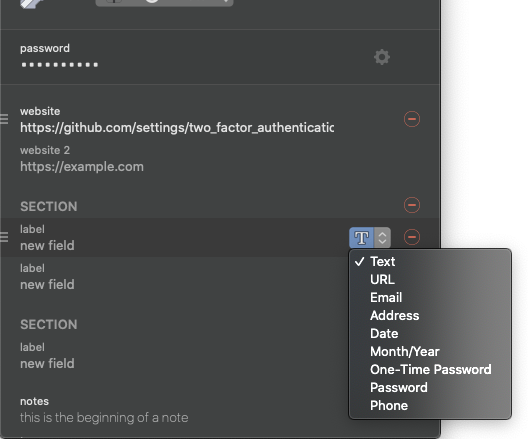 password
••••••••••
website
https://github.com/settings/two_factor_authenticatic
website 2
https://example.com
SECTION
label
new field
T
label
new field
SECTION
label
new field
notes
this is the beginning of a note
✓ Text
URL
Email
Address
Date
Month/Year
One-Time Password
Password
Phone